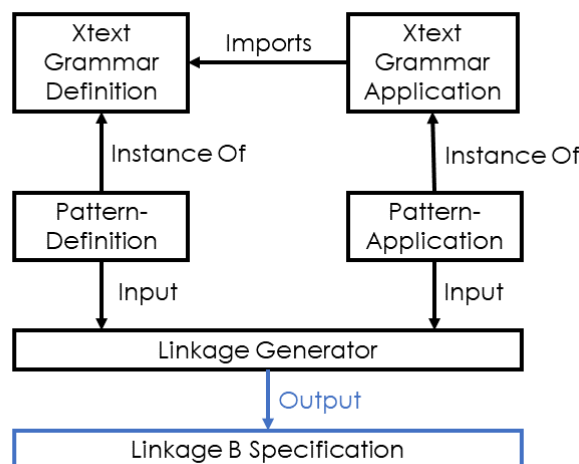 Xtext
Grammar
Definition
Imports
Xtext
Grammar
Application
Instance Of
Instance Of
Pattern-
Definition
Pattern-
Application
Input
Input
Linkage Generator
Output
Linkage B Specification